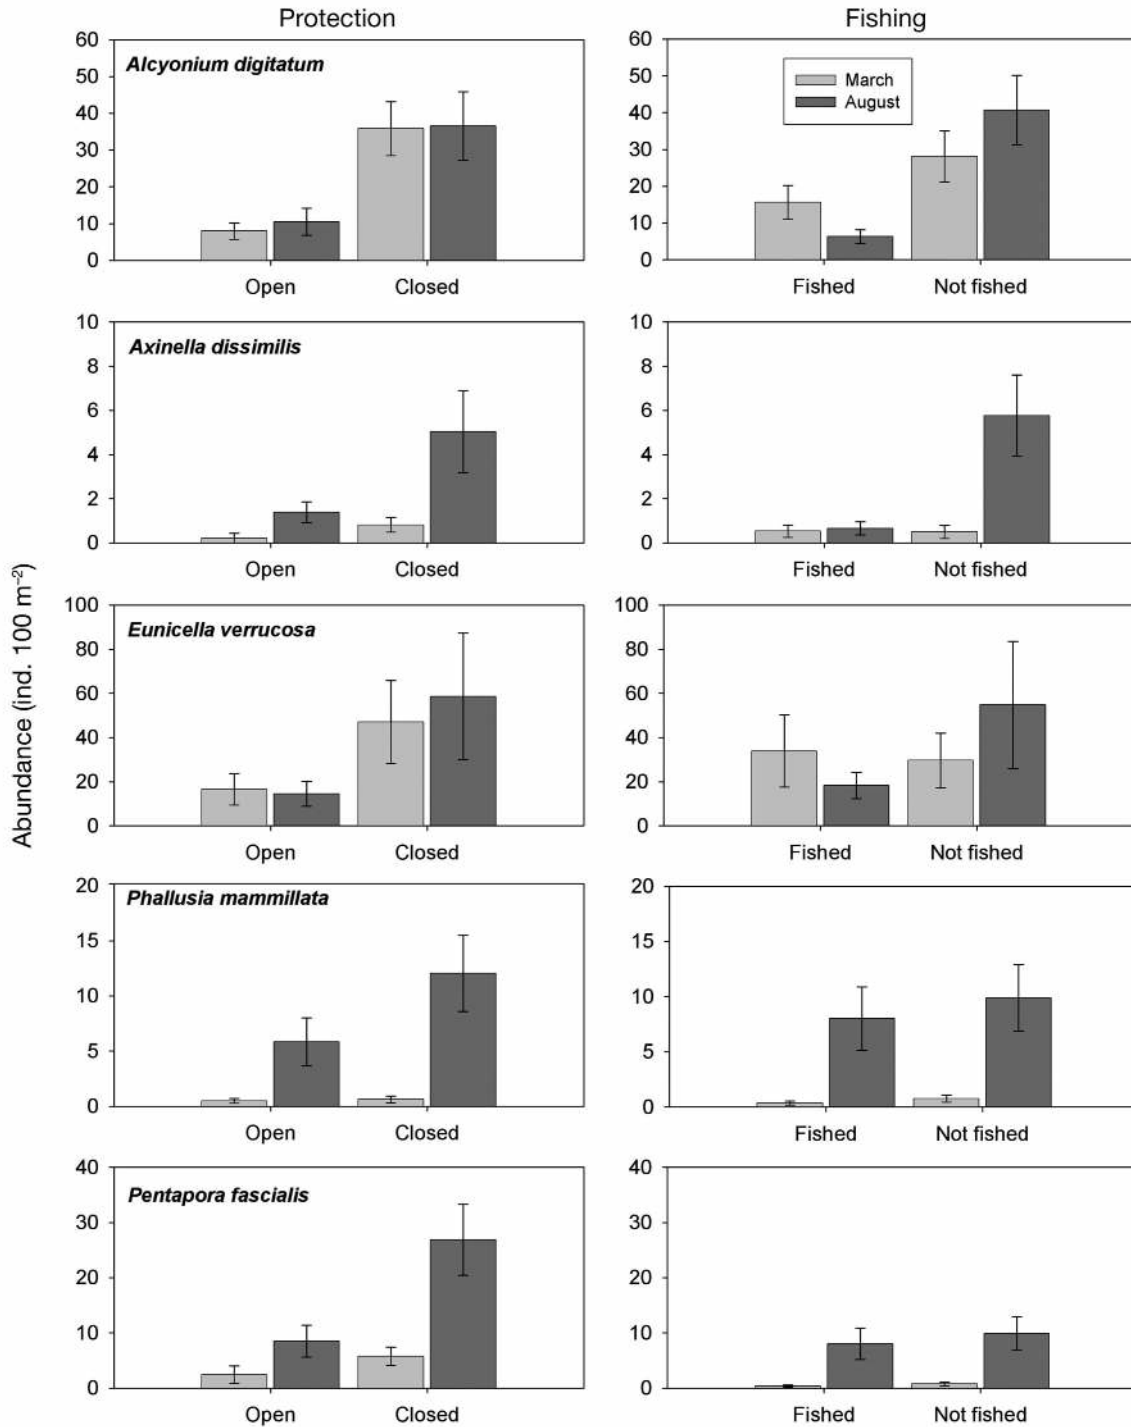 Protection
Fishing
Abundance (ind. 100 m⁻²)
60
50
40
30
20
10
0
Alcyonium digitatum
Open
Closed
60
50
40
30
20
10
0
March
August
Fished
Not fished
10
8
6
4
2
0
Axinella dissimilis
Open
Closed
10
8
6
4
2
0
Fished
Not fished
100
80
60
40
20
0
Eunicella verrucosa
Open
Closed
100
80
60
40
20
0
Fished
Not fished
20
15
10
5
0
Phallusia mammillata
Open
Closed
20
15
10
5
0
Fished
Not fished
40
30
20
10
0
Pentapora fascialis
Open
Closed
40
30
20
10
0
Fished
Not fished